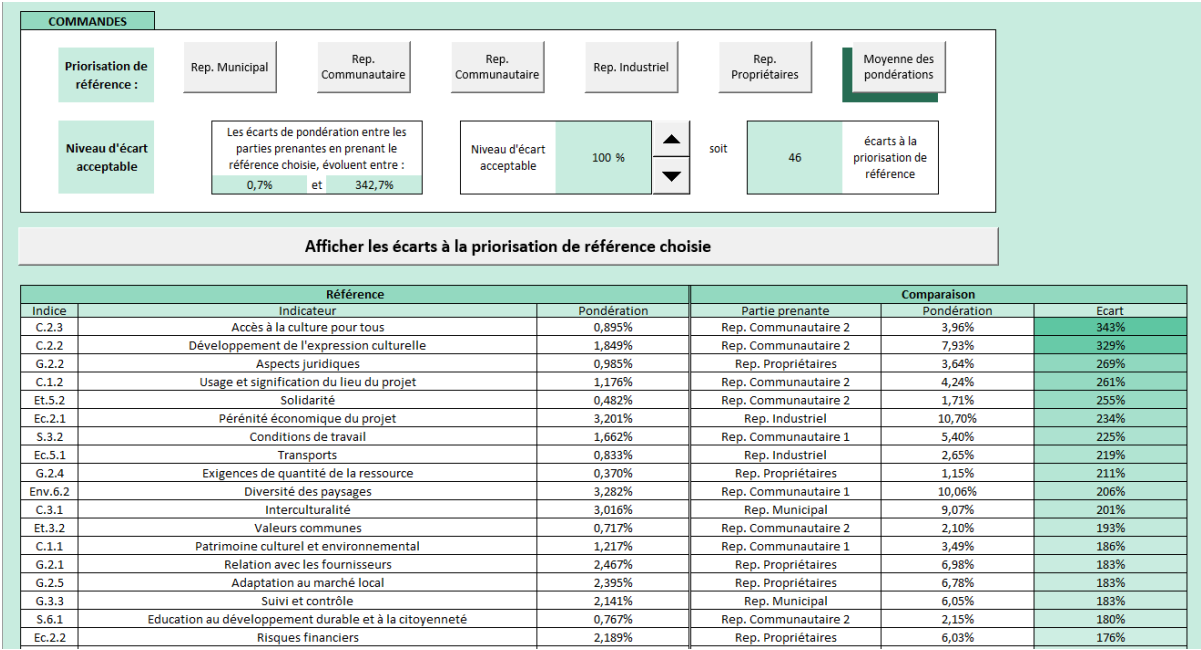 COMMANDES
Priorisation de
référence :
Rep. Municipal
Rep.
Communautaire
Rep.
Communautaire
Rep. Industriel
Rep.
Propriétaires
Moyenne des
pondérations
Niveau d'écart
acceptable
Les écarts de pondération entre les
parties prenantes en prenant le
référence choisie, évoluent entre :
0,7% et 342,7%
Niveau d'écart
acceptable
100 %
soit
46
écarts à la
priorisation de
référence
Afficher les écarts à la priorisation de référence choisie
Référence Comparaison
Indice Indicateur Pondération Partie prenante Pondération Ecart
C.2.3 Accès à la culture pour tous 0,895% Rep. Communautaire 2 3,96% 343%
C.2.2 Développement de l'expression culturelle 1,849% Rep. Communautaire 2 7,93% 329%
G.2.2 Aspects juridiques 0,985% Rep. Propriétaires 3,64% 269%
C.1.2 Usage et signification du lieu du projet 1,176% Rep. Communautaire 2 4,24% 261%
Et.5.2 Solidarité 0,482% Rep. Communautaire 2 1,71% 255%
Ec.2.1 Pérénité économique du projet 3,201% Rep. Industriel 10,70% 234%
S.3.2 Conditions de travail 1,662% Rep. Communautaire 1 5,40% 225%
Ec.5.1 Transports 0,833% Rep. Industriel 2,65% 219%
G.2.4 Exigences de quantité de la ressource 0,370% Rep. Propriétaires 1,15% 211%
Env.6.2 Diversité des paysages 3,282% Rep. Communautaire 1 10,06% 206%
C.3.1 Interculturalité 3,016% Rep. Municipal 9,07% 201%
Et.3.2 Valeurs communes 0,717% Rep. Communautaire 2 2,10% 193%
C.1.1 Patrimoine culturel et environnemental 1,217% Rep. Communautaire 1 3,49% 186%
G.2.1 Relation avec les fournisseurs 2,467% Rep. Propriétaires 6,98% 183%
G.2.5 Adaptation au marché local 2,395% Rep. Propriétaires 6,78% 183%
G.3.3 Suivi et contrôle 2,141% Rep. Municipal 6,05% 183%
S.6.1 Education au développement durable et à la citoyenneté 0,767% Rep. Communautaire 2 2,15% 180%
Ec.2.2 Risques financiers 2,189% Rep. Propriétaires 6,03% 176%